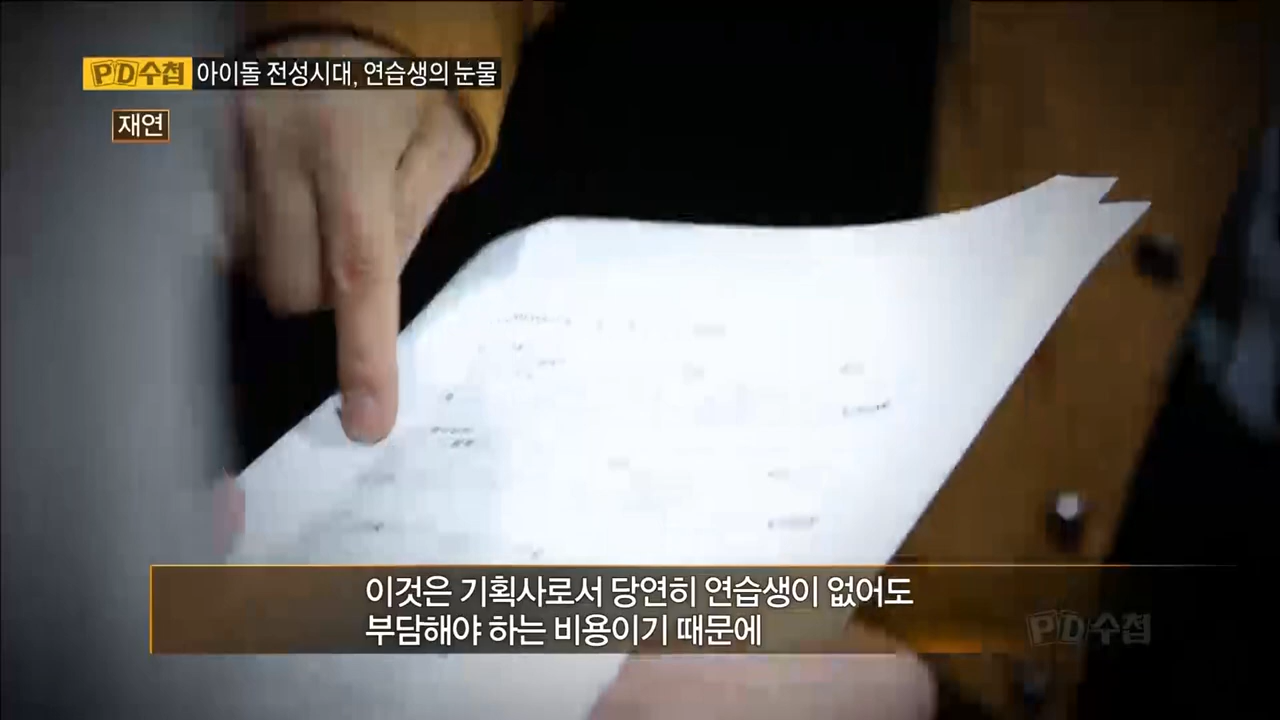 PD수첩 아이돌 전성시대, 연습생의 눈물
재연
이것은 기획사로서 당연히 연습생이 없어도
부담해야 하는 비용이기 때문에
PD수첩